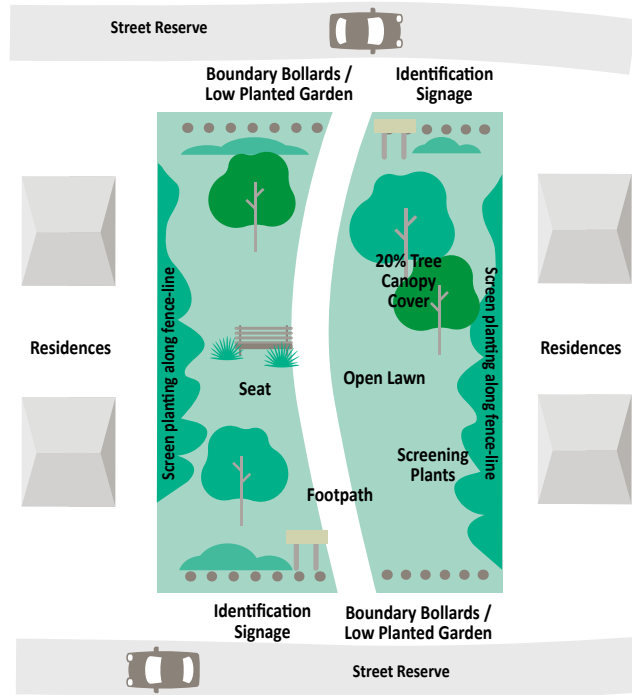 Street Reserve
Boundary Bollards /
Low Planted Garden
Identification
Signage
20% Tree
Canopy
Cover
Screen planting along fence-line
Screen planting along fence-line
Residences
Residences
Open Lawn
Seat
Screening
Plants
Footpath
Identification
Signage
Boundary Bollards /
Low Planted Garden
Street Reserve